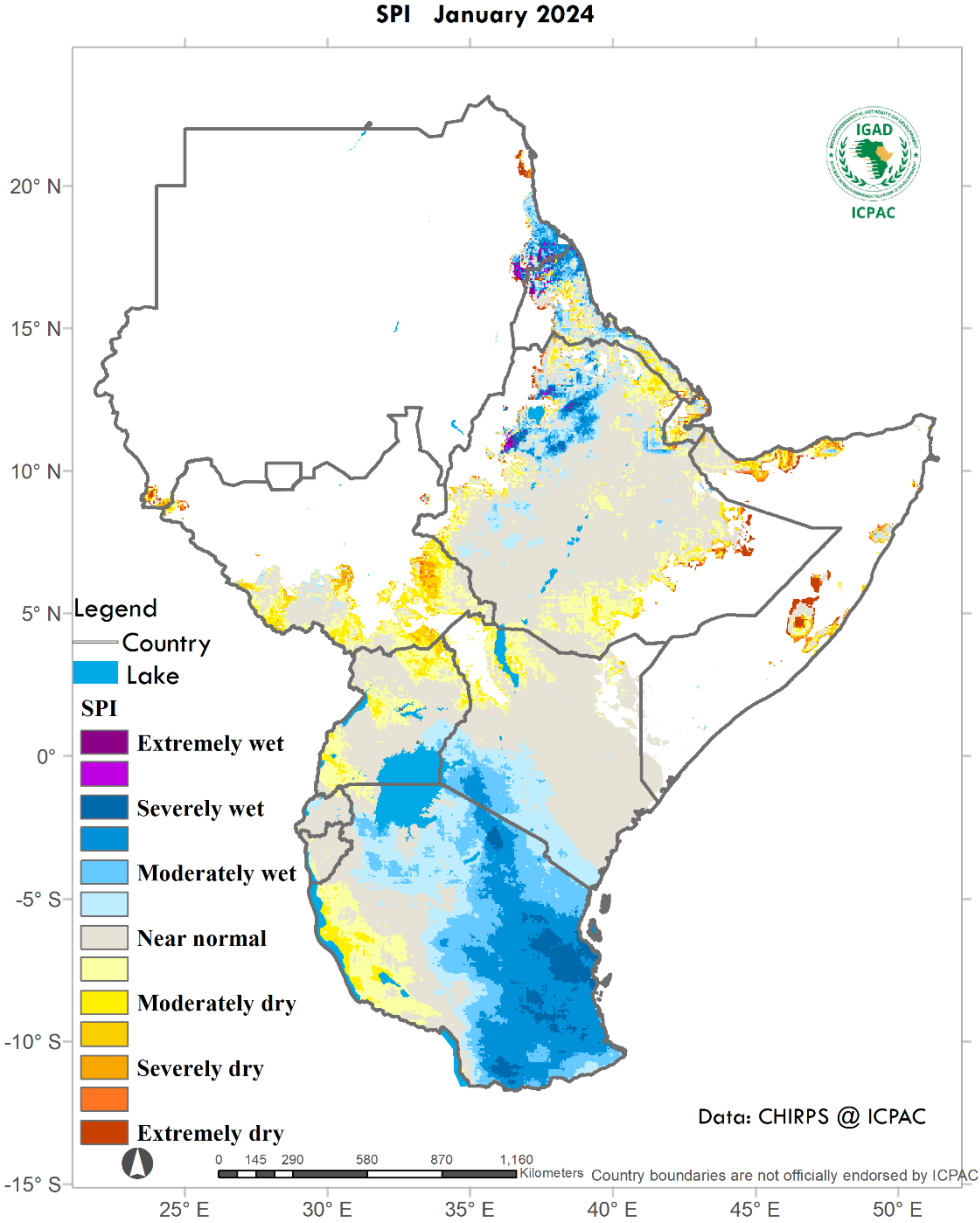 SPI January 2024
IGAD
ICPAC
20° N
15° N
10° N
5° N
0°
-5° S
-10° S
-15° S
Legend
Country
Lake
SPI
Extremely wet
Severely wet
Moderately wet
Near normal
Moderately dry
Severely dry
Extremely dry
Data: CHIRPS @ ICPAC
0 145 290 580 870 1,160
Kilometers
Country boundaries are not officially endorsed by ICPAC
25° E
30° E
35° E
40° E
45° E
50° E